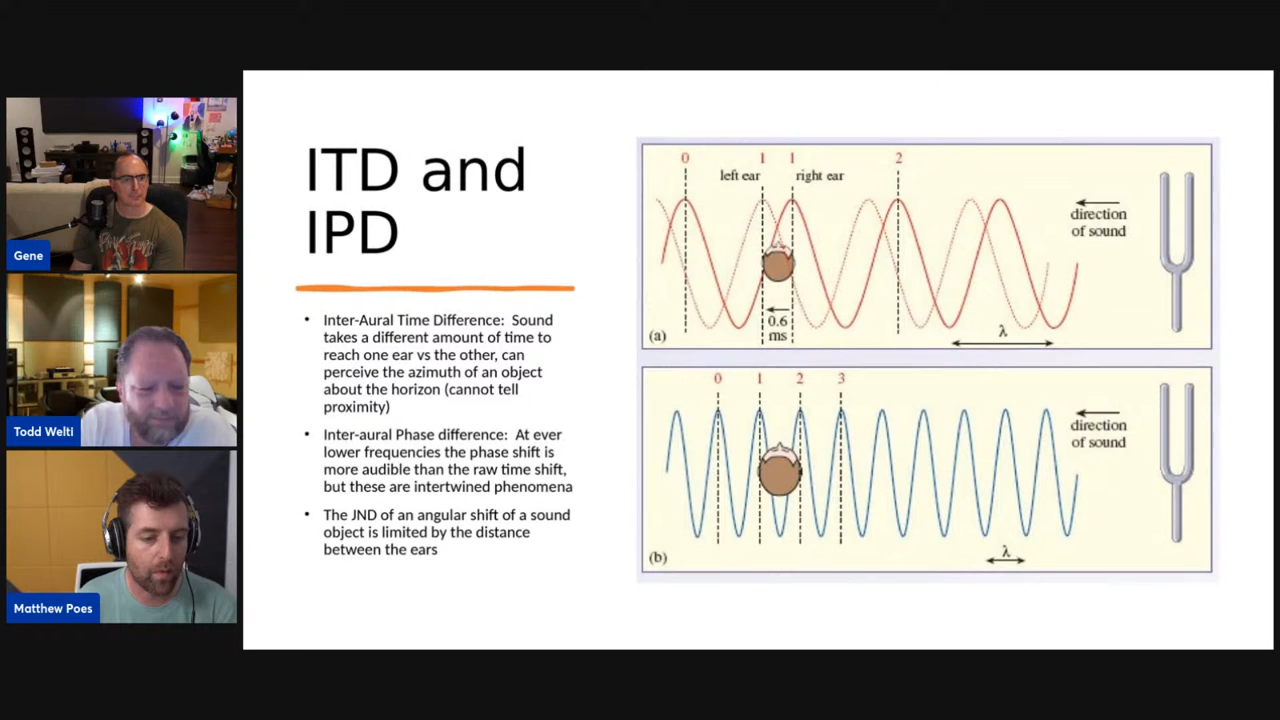 Gene
Todd Welti
Matthew Poes
ITD and
IPD
• Inter-Aural Time Difference: Sound
takes a different amount of time to
reach one ear vs the other, can
perceive the azimuth of an object
about the horizon (cannot tell
proximity)
• Inter-aural Phase difference: At ever
lower frequencies the phase shift is
more audible than the raw time shift,
but these are intertwined phenomena
• The JND of an angular shift of a sound
object is limited by the distance
between the ears
0 1 1 2
left ear right ear
direction
of sound
0.6
ms
λ
(a)
0 1 2 3
direction
of sound
λ
(b)